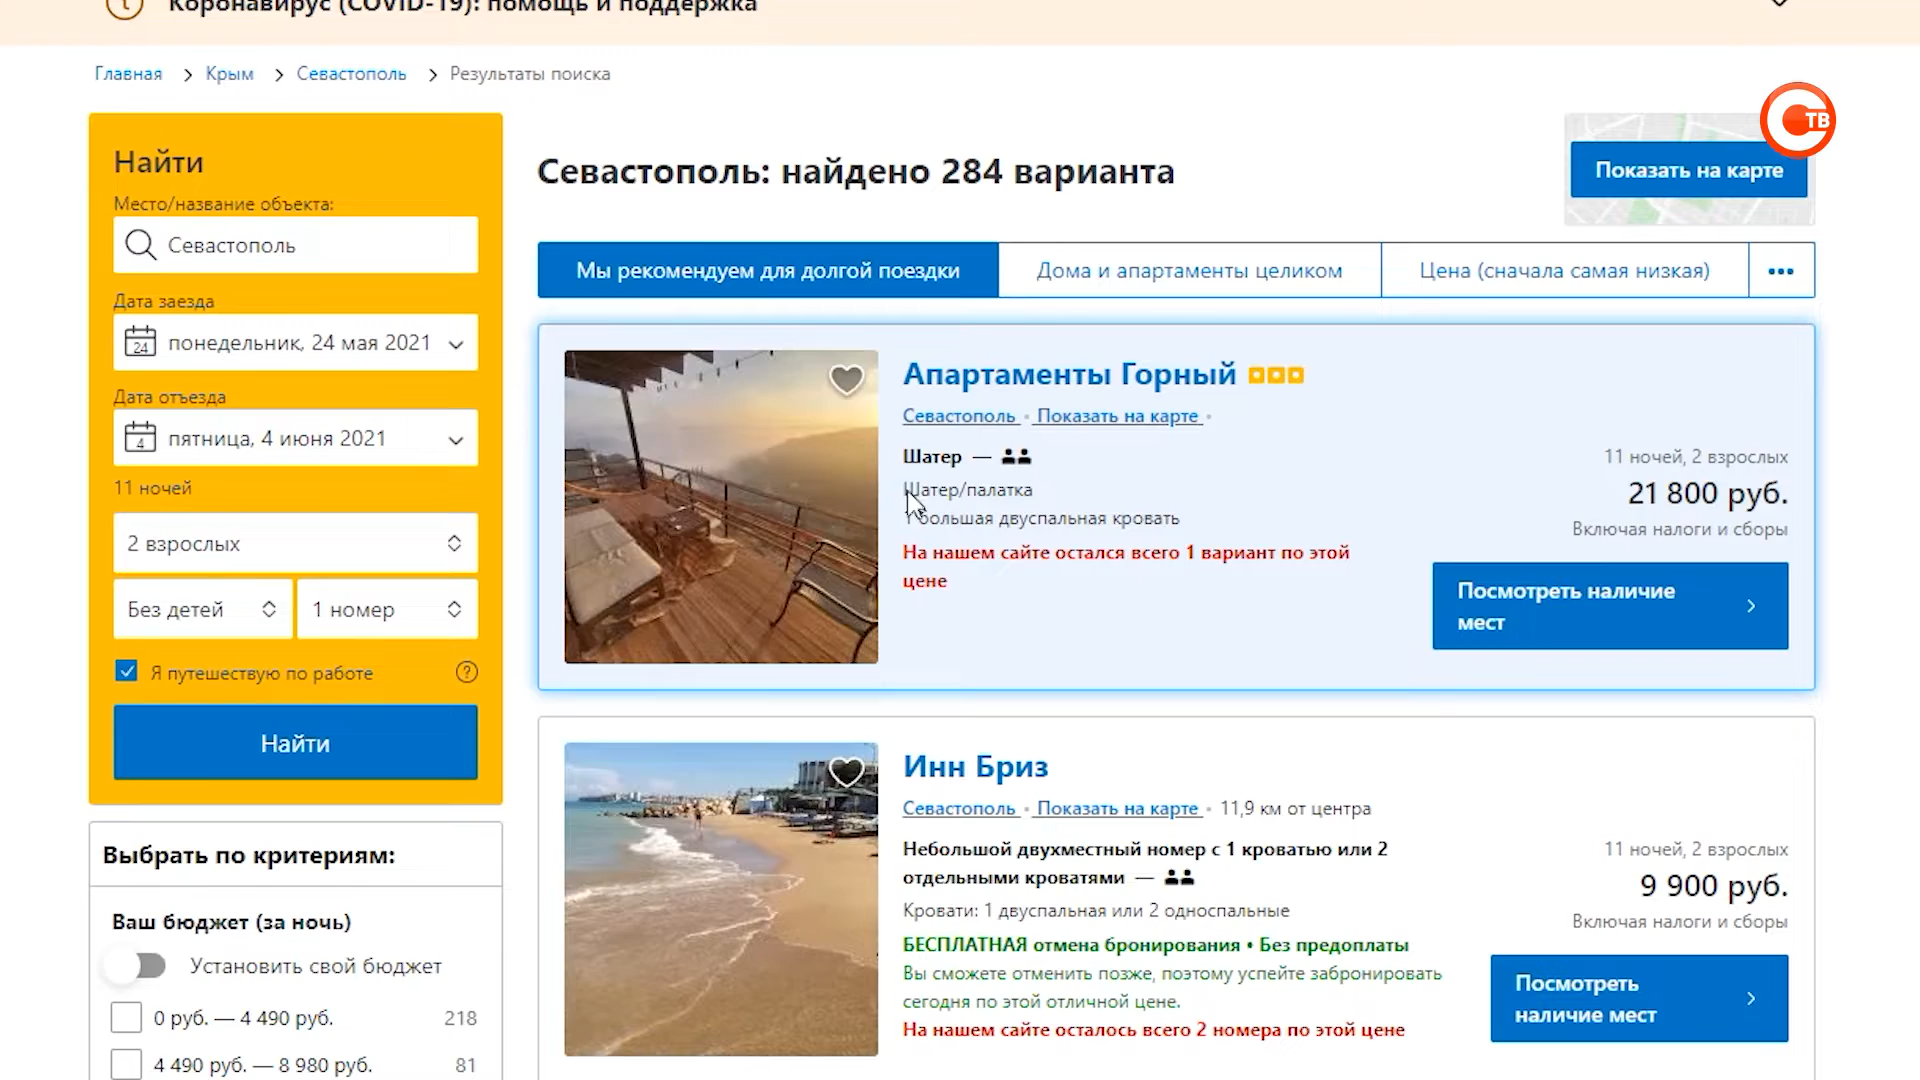 Коронавирус (COVID-19): помощь и поддержка
Главная > Крым > Севастополь > Результаты поиска
ТВ
Найти
Место/название объекта:
Севастополь
Дата заезда
24 понедельник, 24 мая 2021
Дата отъезда
4 пятница, 4 июня 2021
11 ночей
2 взрослых
Без детей
1 номер
Я путешествую по работе
Найти
Выбрать по критериям:
Ваш бюджет (за ночь)
Установить свой бюджет
0 руб. — 4 490 руб. 218
4 490 руб. — 8 980 руб. 81
Севастополь: найдено 284 варианта
Показать на карте
Мы рекомендуем для долгой поездки
Дома и апартаменты целиком
Цена (сначала самая низкая)
•••
Апартаменты Горный
Севастополь • Показать на карте •
Шатер —
Шатер/палатка
1 большая двуспальная кровать
На нашем сайте остался всего 1 вариант по этой
цене
11 ночей, 2 взрослых
21 800 руб.
Включая налоги и сборы
Посмотреть наличие
мест
Инн Бриз
Севастополь • Показать на карте • 11,9 км от центра
Небольшой двухместный номер с 1 кроватью или 2
отдельными кроватями —
Кровати: 1 двуспальная или 2 односпальные
БЕСПЛАТНАЯ отмена бронирования • Без предоплаты
Вы сможете отменить позже, поэтому успейте забронировать
сегодня по этой отличной цене.
На нашем сайте осталось всего 2 номера по этой цене
11 ночей, 2 взрослых
9 900 руб.
Включая налоги и сборы
Посмотреть
наличие мест